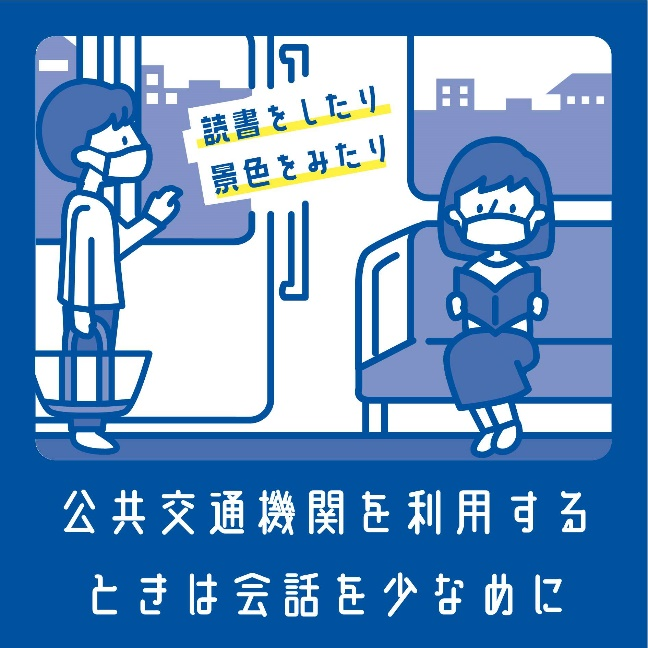 読書をしたり
景色をみたり
公共交通機関を利用する
ときは会話を少なめに